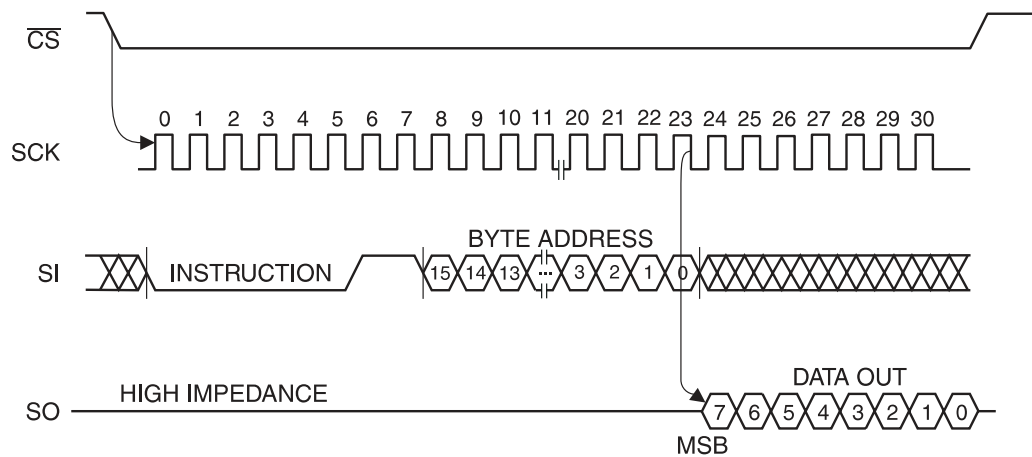 CS
0 1 2 3 4 5 6 7 8 9 10 11 20 21 22 23 24 25 26 27 28 29 30
SCK
BYTE ADDRESS
SI
INSTRUCTION
15 14 13 ... 3 2 1 0
HIGH IMPEDANCE
DATA OUT
SO
7 6 5 4 3 2 1 0
MSB